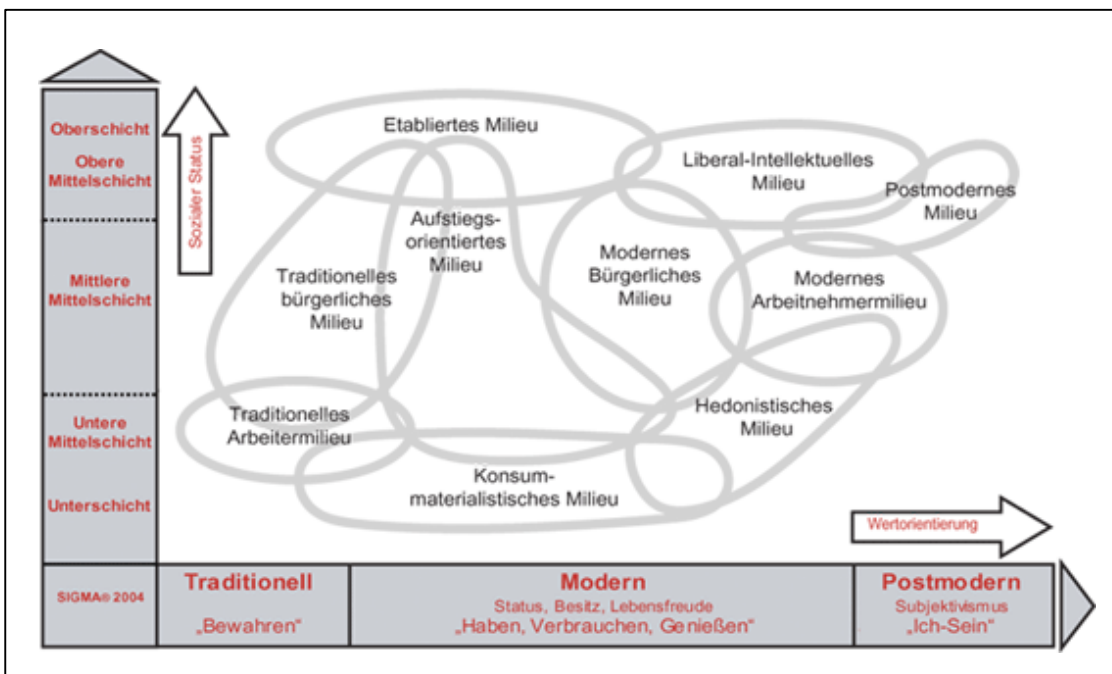 Oberschicht
Obere
Mittelschicht
Mittlere
Mittelschicht
Untere
Mittelschicht
Unterschicht
Sozialer Status
Etabliertes Milieu
Liberal-Intellektuelles
Milieu
Postmodernes
Milieu
Aufstiegs-
orientiertes
Milieu
Traditionelles
bürgerliches
Milieu
Modernes
Bürgerliches
Milieu
Modernes
Arbeitnehmermilieu
Traditionelles
Arbeitermilieu
Hedonistisches
Milieu
Konsum-
materialistisches Milieu
Wertorientierung
SIGMA® 2004
Traditionell
„Bewahren“
Modern
Status, Besitz, Lebensfreude
„Haben, Verbrauchen, Genießen“
Postmodern
Subjektivismus
„Ich-Sein“